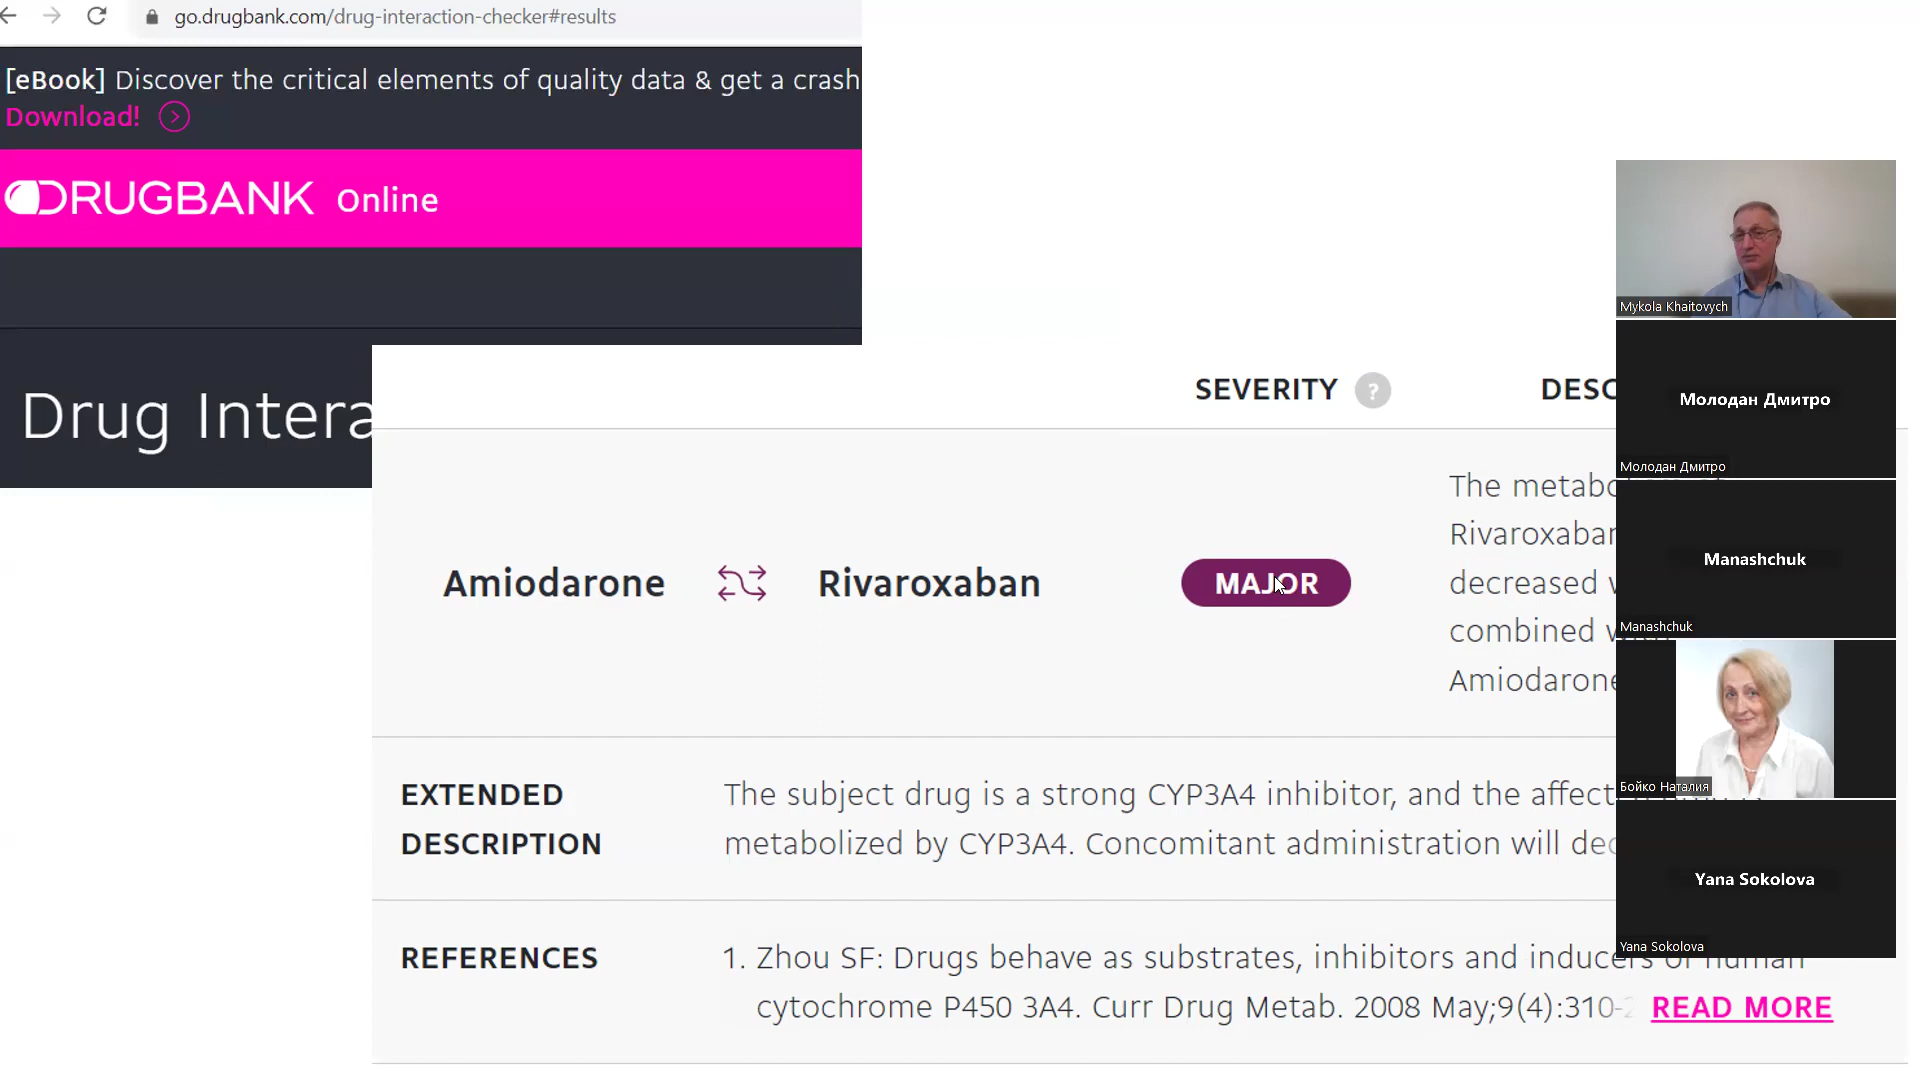 go.drugbank.com/drug-interaction-checker#results
[eBook] Discover the critical elements of quality data & get a crash
Download!
DRUGBANK Online
Drug Intera
SEVERITY ?
DESC
Amiodarone Rivaroxaban MAJOR
The metabo
Rivaroxaban
decreased w
combined w
Amiodarone
EXTENDED
DESCRIPTION
The subject drug is a strong CYP3A4 inhibitor, and the affect
metabolized by CYP3A4. Concomitant administration will dec
REFERENCES
1. Zhou SF: Drugs behave as substrates, inhibitors and inducers of human
cytochrome P450 3A4. Curr Drug Metab. 2008 May;9(4):310-2
READ MORE
Mykola Khaitovych
Молодан Дмитро
Молодан Дмитро
Manashchuk
Manashchuk
Бойко Наталия
Yana Sokolova
Yana Sokolova